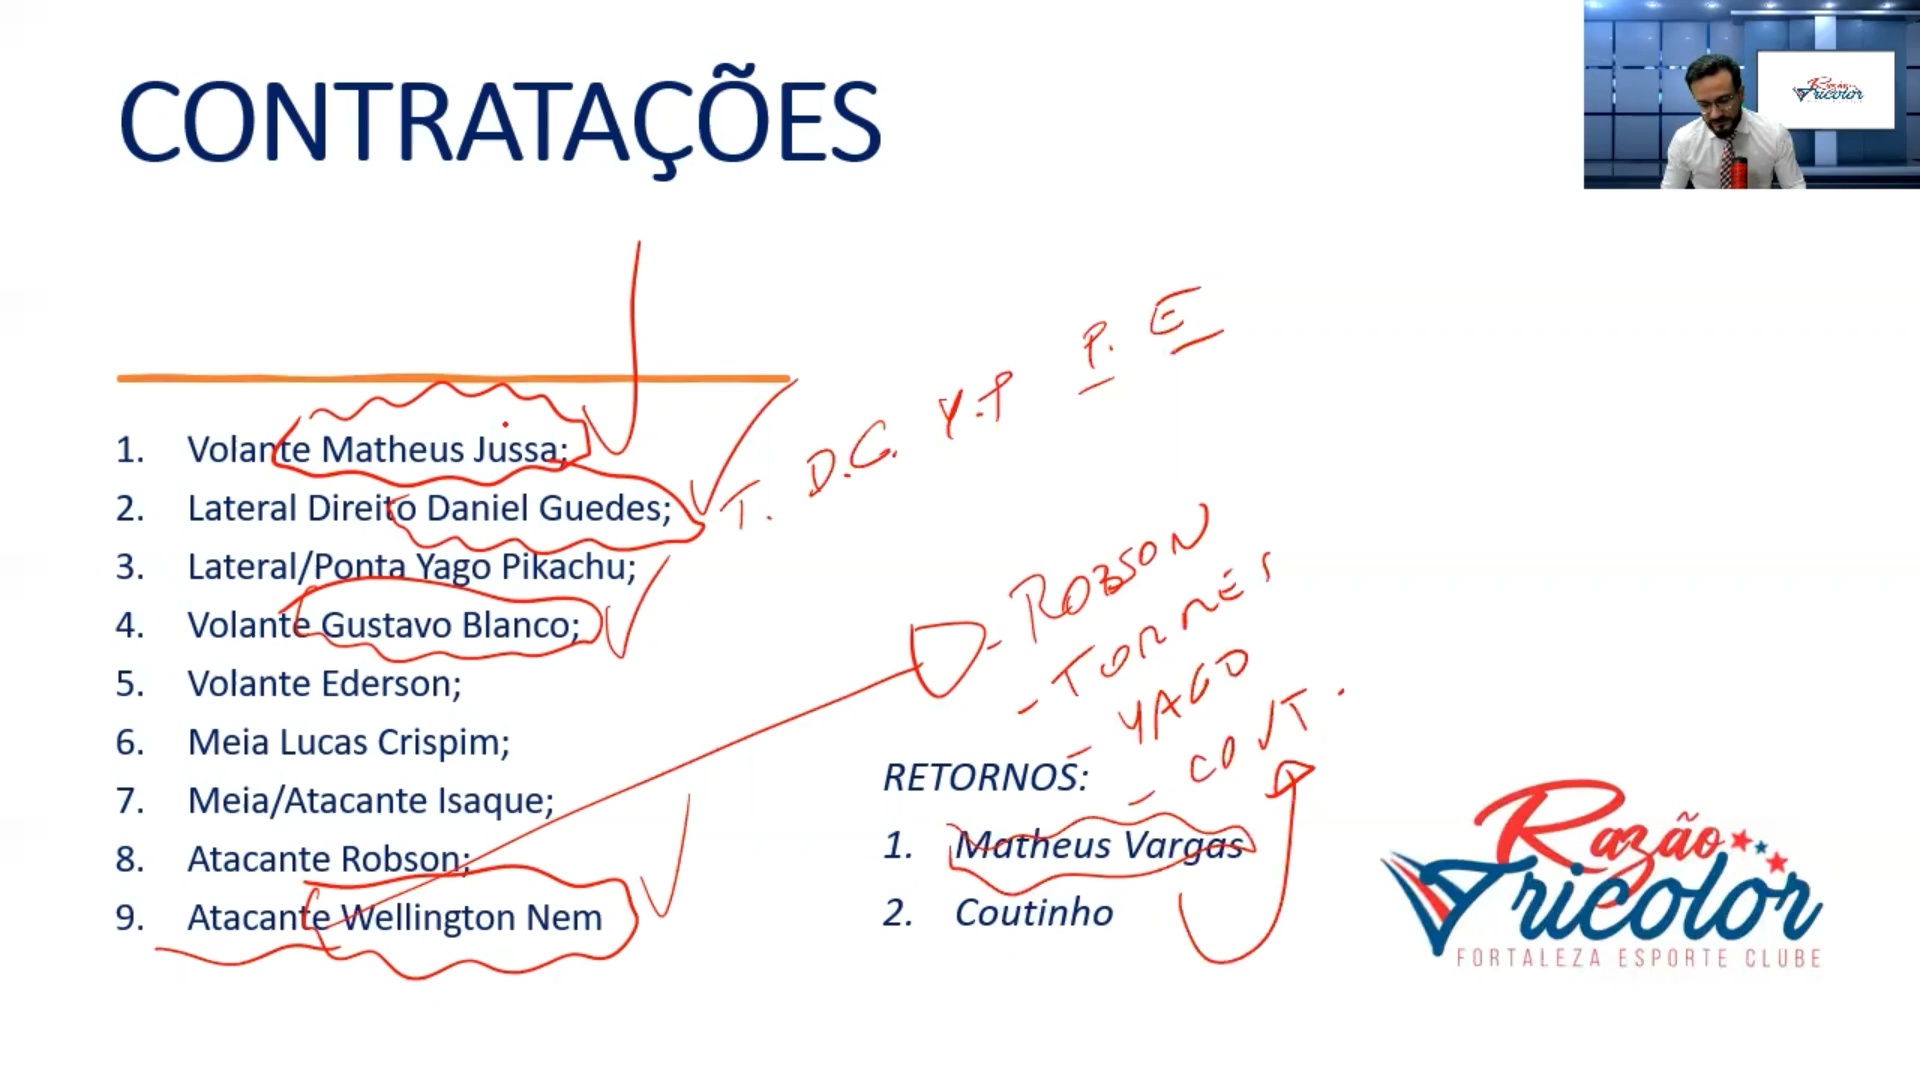 CONTRATAÇÕES
Razão
Tricolor
1. Volante Matheus Jussa;
2. Lateral Direito Daniel Guedes;
3. Lateral/Ponta Yago Pikachu;
4. Volante Gustavo Blanco;
5. Volante Ederson;
6. Meia Lucas Crispim;
7. Meia/Atacante Isaque;
8. Atacante Robson;
9. Atacante Wellington Nem
T. D.G. Y.P P. E
- ROBSON
- TORRES
- YAGO
- COUT.
RETORNOS:
1. Matheus Vargas
2. Coutinho
Razão
Tricolor
FORTALEZA ESPORTE CLUBE